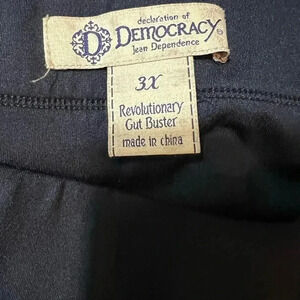 declaration of
D DEMOCRACY
Jean Dependence
3X
Revolutionary
Gut Buster
made in china